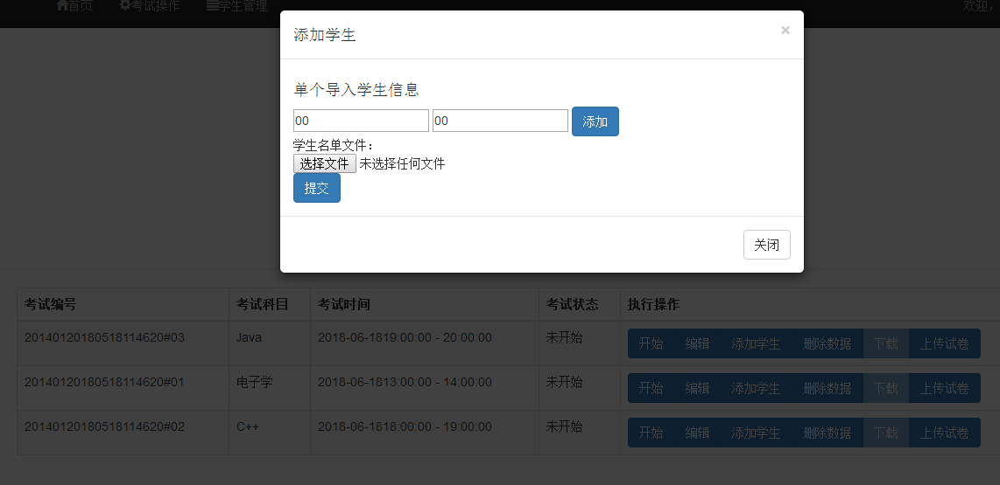 首页 考试操作 学生管理 欢迎，
添加学生 ×
单个导入学生信息
00 00 添加
学生名单文件：
选择文件 未选择任何文件
提交
关闭
考试编号 考试科目 考试时间 考试状态 执行操作
20140120180518114620#03 Java 2018-06-1819:00:00 - 20:00:00 未开始 开始 编辑 添加学生 删除数据 下载 上传试卷
20140120180518114620#01 电子学 2018-06-1813:00:00 - 14:00:00 未开始 开始 编辑 添加学生 删除数据 下载 上传试卷
20140120180518114620#02 C++ 2018-06-1818:00:00 - 19:00:00 未开始 开始 编辑 添加学生 删除数据 下载 上传试卷